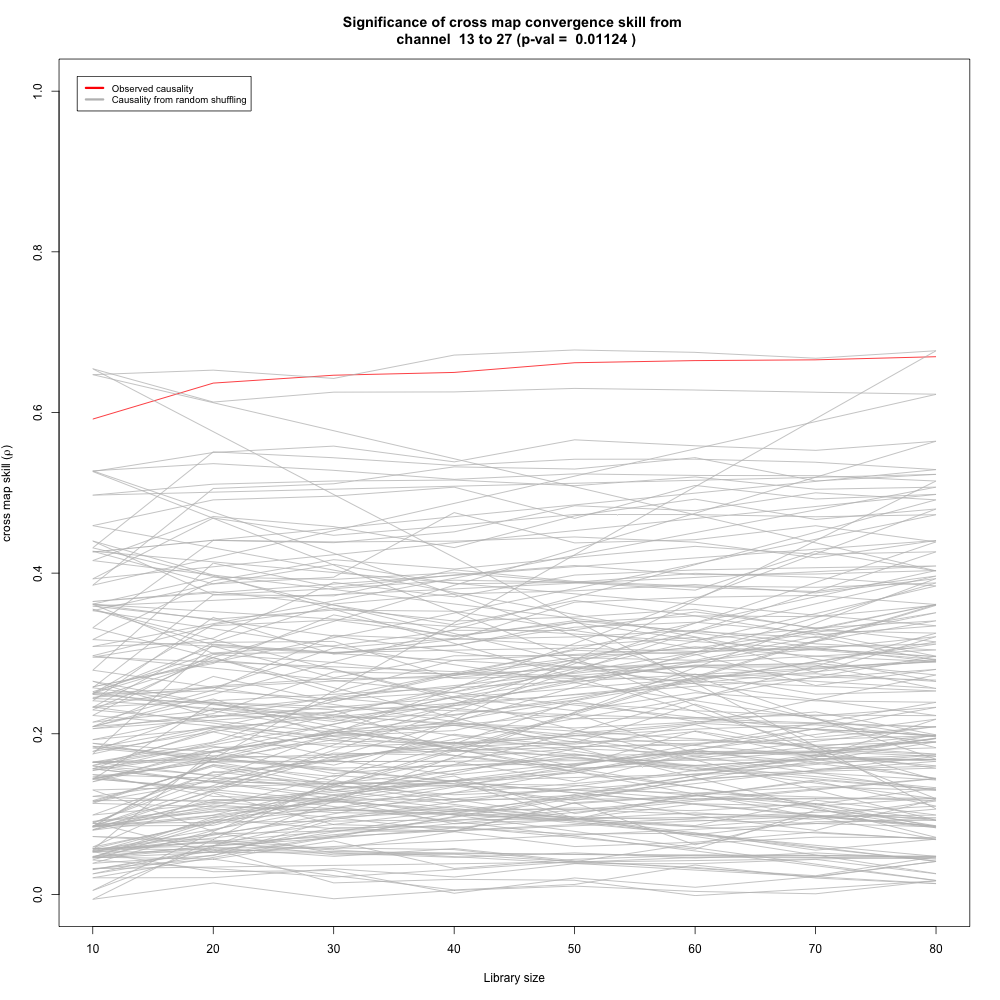 Significance of cross map convergence skill from
channel  13 to 27 (p-val =  0.01124 )
Observed causality
Causality from random shuffling
cross map skill (ρ)
1.0
0.8
0.6
0.4
0.2
0.0
10 20 30 40 50 60 70 80
Library size